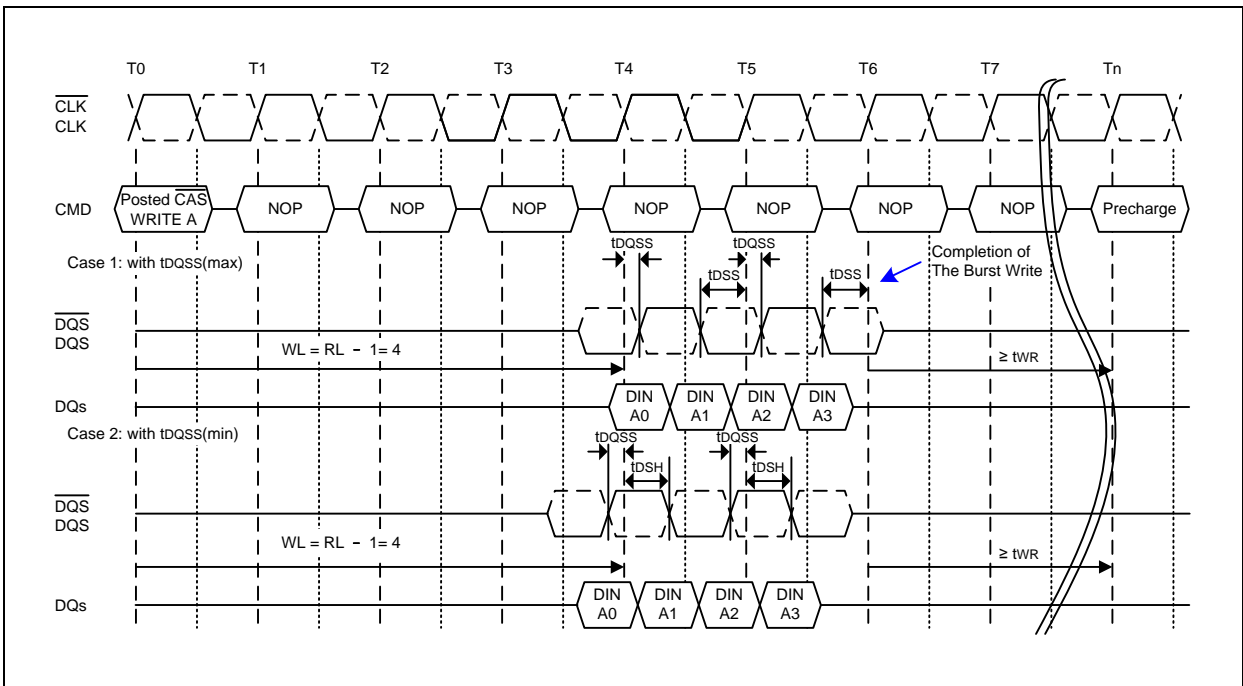 T0 T1 T2 T3 T4 T5 T6 T7 Tn
CLK
CLK
CMD
Posted CAS
WRITE A
NOP NOP NOP NOP NOP NOP NOP Precharge
Case 1: with tDQSS(max)
tDQSS tDQSS
tDSS tDSS
Completion of
The Burst Write
DQS
DQS
WL = RL - 1= 4
≥ tWR
DQs
DIN
A0
DIN
A1
DIN
A2
DIN
A3
Case 2: with tDQSS(min)
tDQSS tDQSS
tDSH tDSH
DQS
DQS
WL = RL - 1= 4
≥ tWR
DQs
DIN
A0
DIN
A1
DIN
A2
DIN
A3